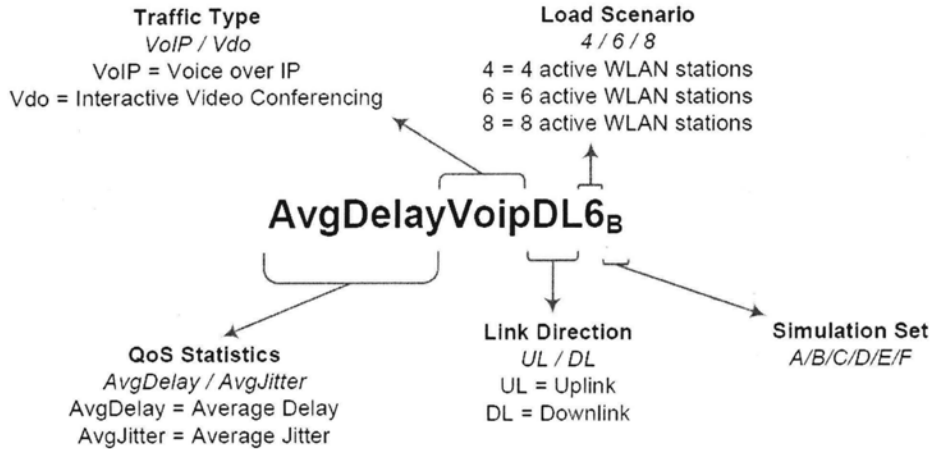 Traffic Type
VoIP / Vdo
VoIP = Voice over IP
Vdo = Interactive Video Conferencing
Load Scenario
4 / 6 / 8
4 = 4 active WLAN stations
6 = 6 active WLAN stations
8 = 8 active WLAN stations
AvgDelayVoipDL6B
QoS Statistics
AvgDelay / AvgJitter
AvgDelay = Average Delay
AvgJitter = Average Jitter
Link Direction
UL / DL
UL = Uplink
DL = Downlink
Simulation Set
A/B/C/D/E/F